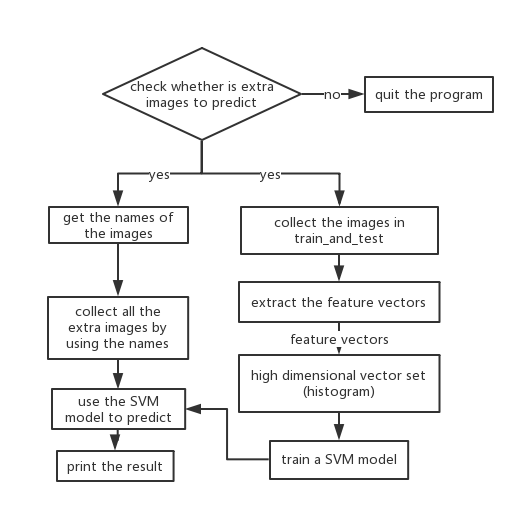 check whether is extra
images to predict
no
quit the program
yes
yes
get the names of
the images
collect the images in
train_and_test
collect all the
extra images by
using the names
extract the feature vectors
feature vectors
high dimensional vector set
(histogram)
use the SVM
model to predict
train a SVM model
print the result